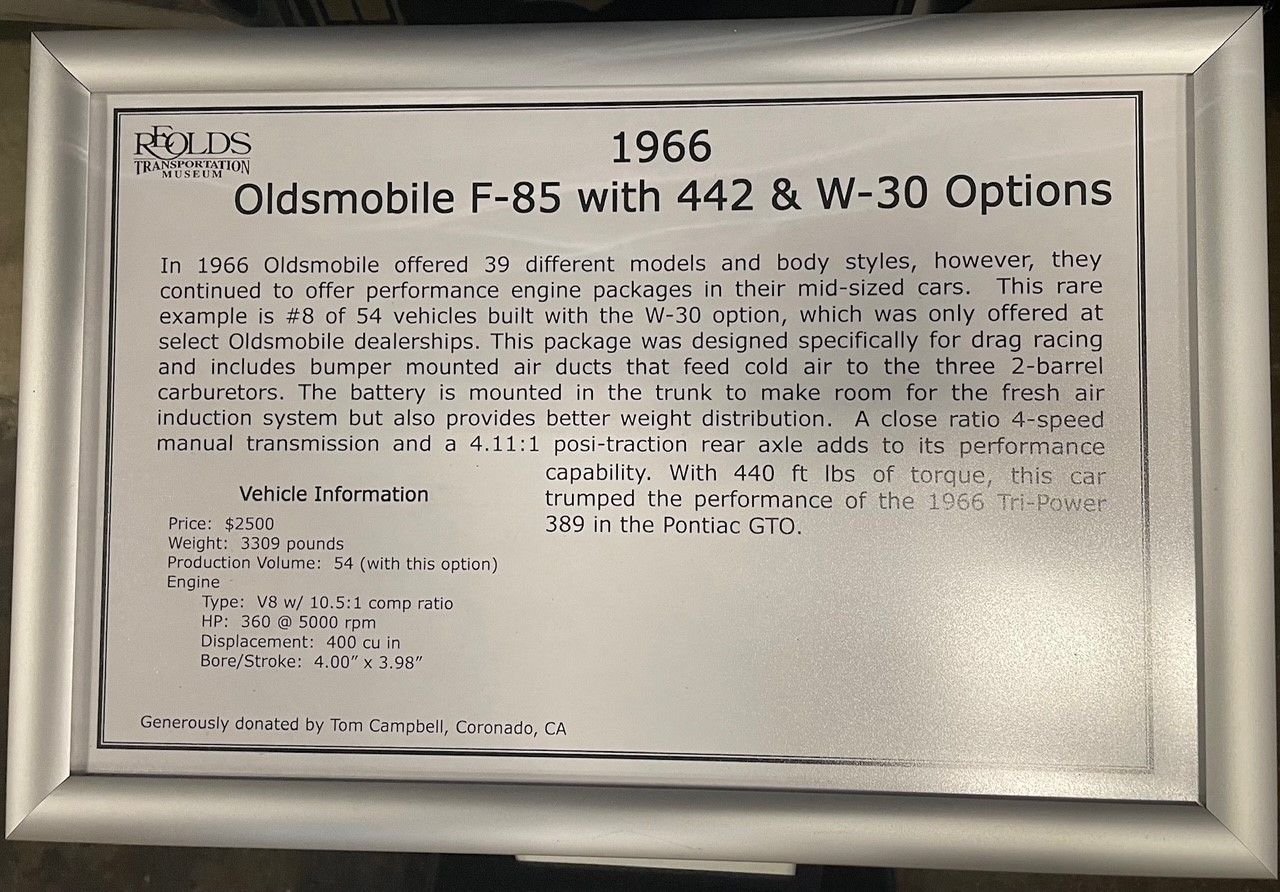 REOLDS
TRANSPORTATION
MUSEUM
1966
Oldsmobile F-85 with 442 & W-30 Options
In 1966 Oldsmobile offered 39 different models and body styles, however, they
continued to offer performance engine packages in their mid-sized cars. This rare
example is #8 of 54 vehicles built with the W-30 option, which was only offered at
select Oldsmobile dealerships. This package was designed specifically for drag racing
and includes bumper mounted air ducts that feed cold air to the three 2-barrel
carburetors. The battery is mounted in the trunk to make room for the fresh air
induction system but also provides better weight distribution. A close ratio 4-speed
manual transmission and a 4.11:1 posi-traction rear axle adds to its performance
capability. With 440 ft lbs of torque, this car
trumped the performance of the 1966 Tri-Power
389 in the Pontiac GTO.
Vehicle Information
Price: $2500
Weight: 3309 pounds
Production Volume: 54 (with this option)
Engine
Type: V8 w/ 10.5:1 comp ratio
HP: 360 @ 5000 rpm
Displacement: 400 cu in
Bore/Stroke: 4.00" x 3.98"
Generously donated by Tom Campbell, Coronado, CA